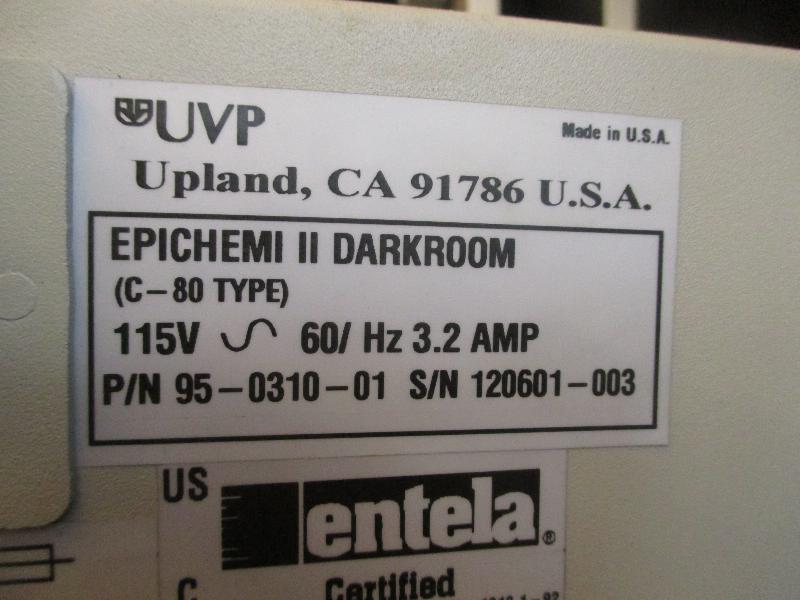 UVP
Made in U.S.A.
Upland, CA 91786 U.S.A.
EPICHEMI II DARKROOM
(C-80 TYPE)
115V 60/ Hz 3.2 AMP
P/N 95-0310-01 S/N 120601-003
US
entela®
C
Certified